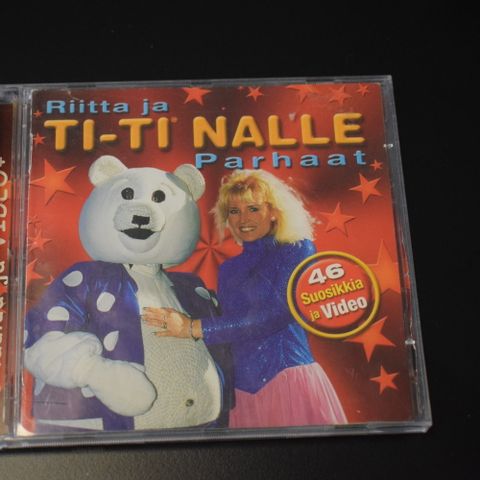 Riitta ja
TI-TI NALLE
Parhaat
46
Suosikkia
ja Video